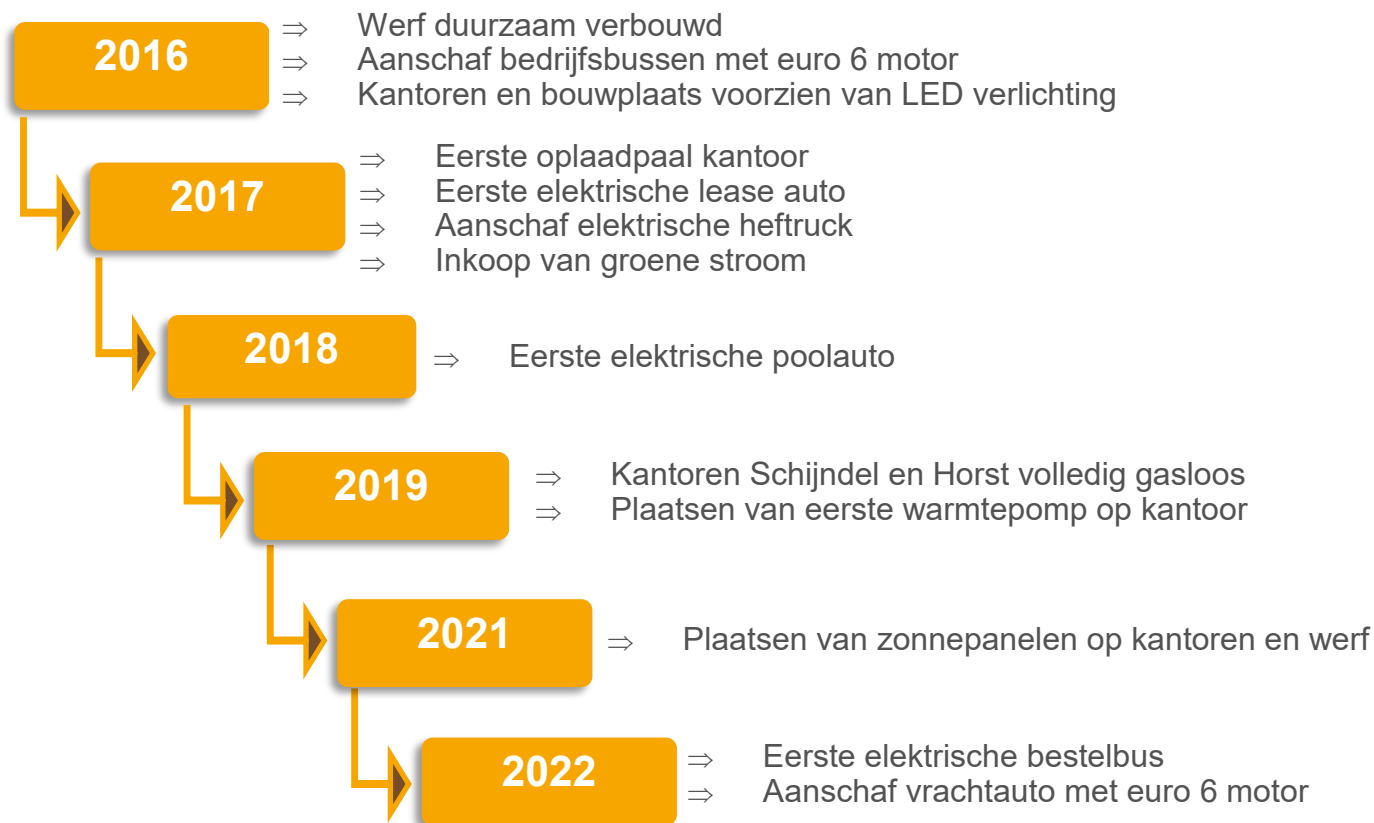 2016
⇒ Werf duurzaam verbouwd
⇒ Aanschaf bedrijfsbussen met euro 6 motor
⇒ Kantoren en bouwplaats voorzien van LED verlichting
2017
⇒ Eerste oplaadpaal kantoor
⇒ Eerste elektrische lease auto
⇒ Aanschaf elektrische heftruck
⇒ Inkoop van groene stroom
2018
⇒ Eerste elektrische poolauto
2019
⇒ Kantoren Schijndel en Horst volledig gasloos
⇒ Plaatsen van eerste warmtepomp op kantoor
2021
⇒ Plaatsen van zonnepanelen op kantoren en werf
2022
⇒ Eerste elektrische bestelbus
⇒ Aanschaf vrachtauto met euro 6 motor